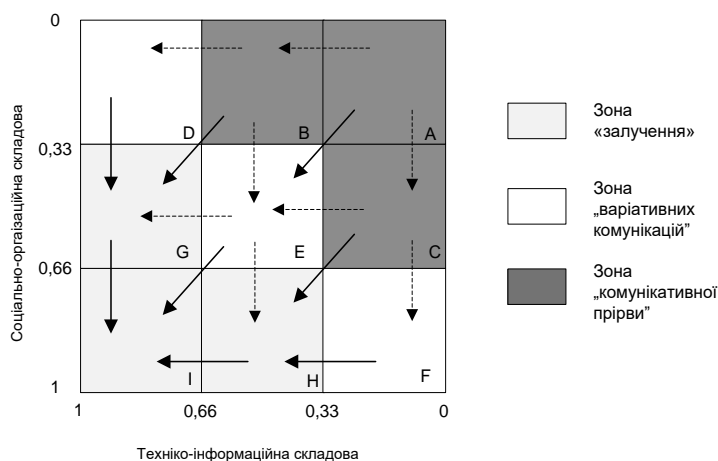 0
D
B
A
0,33
G
E
C
0,66
I
H
F
1
1
0,66
0,33
0
Соціально-оргаізаційна складова
Техніко-інформаційна складова
Зона
«залучення»
Зона
„варіативних
комунікацій”
Зона
„комунікативної
прірви”